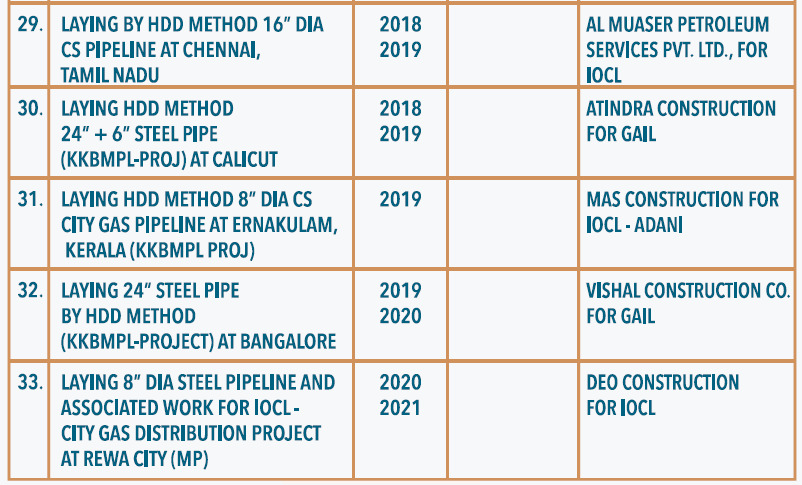 29. LAYING BY HDD METHOD 16” DIA 2018 AL MUASER PETROLEUM
CS PIPELINE AT CHENNAI, 2019 SERVICES PVT. LTD., FOR
TAMIL NADU IOCL
30. LAYING HDD METHOD 2018 ATINDRA CONSTRUCTION
24” + 6” STEEL PIPE 2019 FOR GAIL
(KKBMPL-PROJ) AT CALICUT
31. LAYING HDD METHOD 8” DIA CS 2019 MAS CONSTRUCTION FOR
CITY GAS PIPELINE AT ERNAKULAM, IOCL - ADANI
KERALA (KKBMPL PROJ)
32. LAYING 24” STEEL PIPE 2019 VISHAL CONSTRUCTION CO.
BY HDD METHOD 2020 FOR GAIL
(KKBMPL-PROJECT) AT BANGALORE
33. LAYING 8” DIA STEEL PIPELINE AND 2020 DEO CONSTRUCTION
ASSOCIATED WORK FOR IOCL - 2021 FOR IOCL
CITY GAS DISTRIBUTION PROJECT
AT REWA CITY (MP)